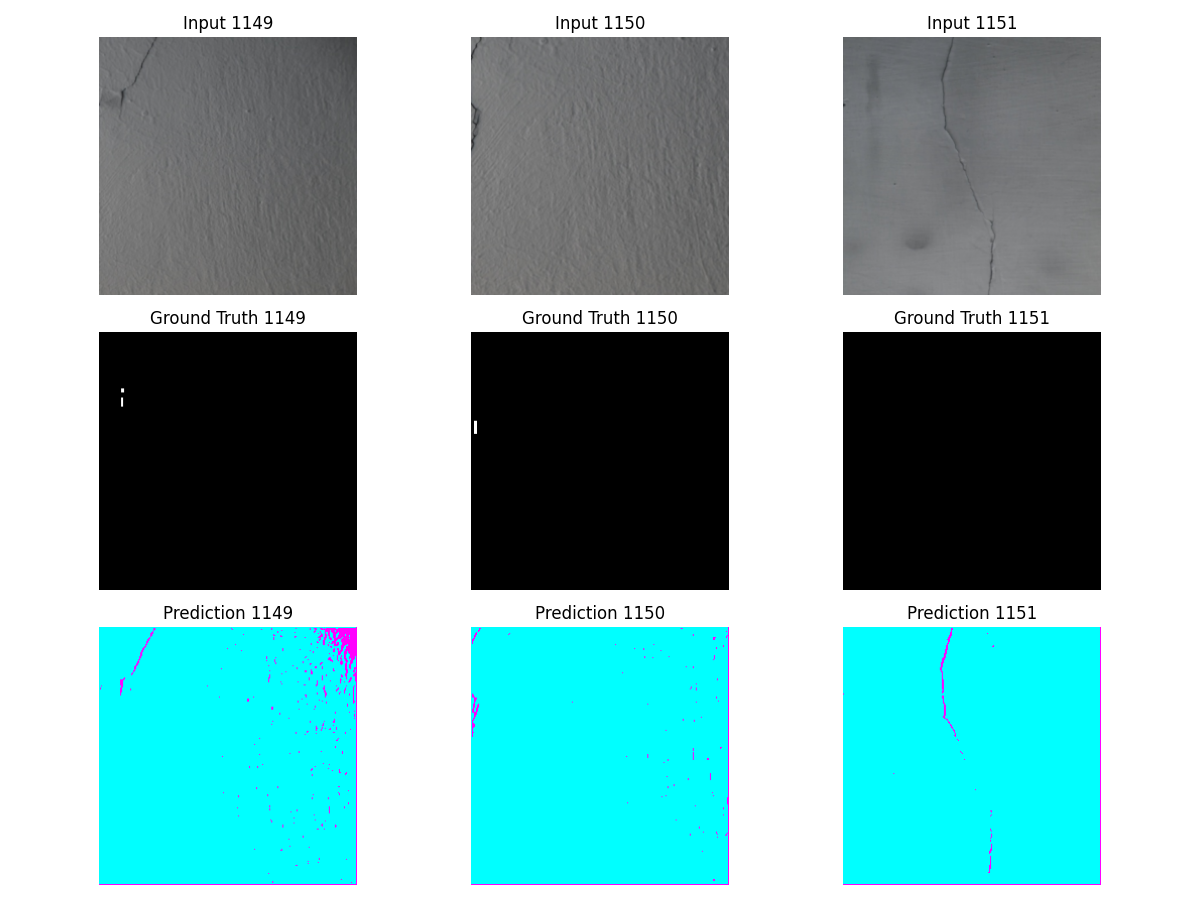 Input 1149
Input 1150
Input 1151
Ground Truth 1149
Ground Truth 1150
Ground Truth 1151
Prediction 1149
Prediction 1150
Prediction 1151